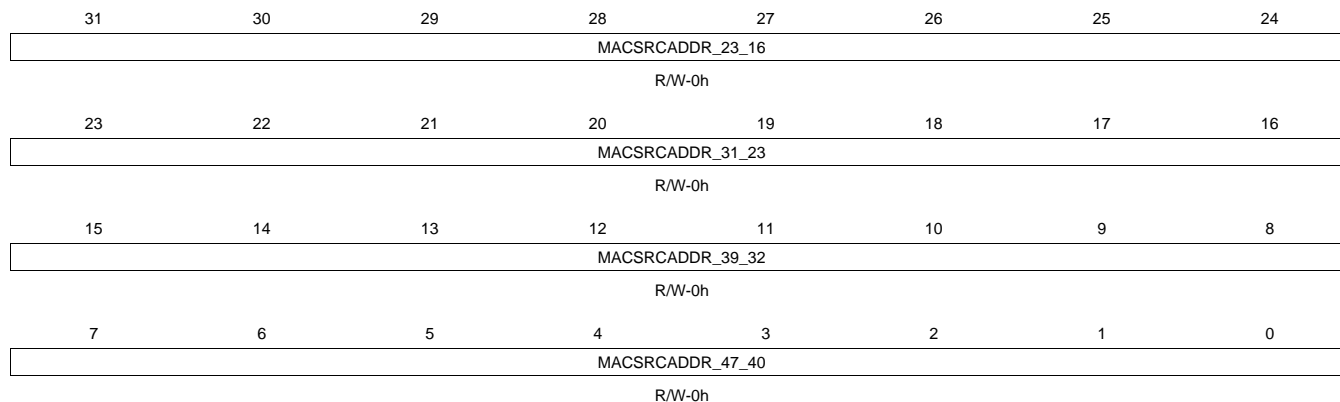 31 30 29 28 27 26 25 24
MACSRCADDR_23_16
R/W-0h
23 22 21 20 19 18 17 16
MACSRCADDR_31_23
R/W-0h
15 14 13 12 11 10 9 8
MACSRCADDR_39_32
R/W-0h
7 6 5 4 3 2 1 0
MACSRCADDR_47_40
R/W-0h